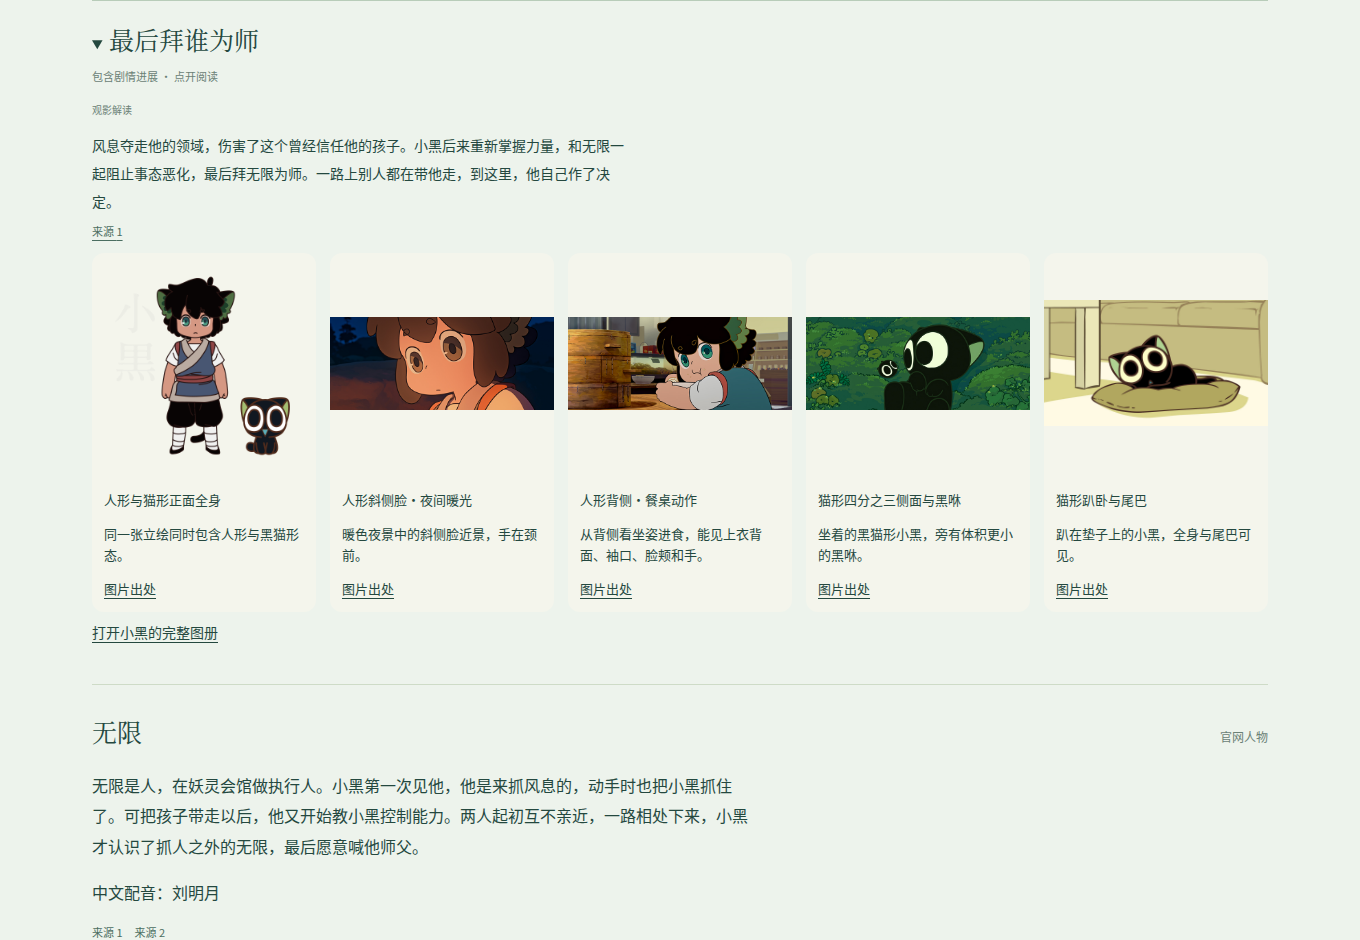 最后拜谁为师
包含剧情进展 · 点开阅读
观影解读
风息夺走他的领域，伤害了这个曾经信任他的孩子。小黑后来重新掌握力量，和无限一
起阻止事态恶化，最后拜无限为师。一路上别人都在带他走，到这里，他自己作了决
定。
来源 1
小
黑
人形与猫形正面全身
同一张立绘同时包含人形与黑猫形
态。
图片出处
人形斜侧脸·夜间暖光
暖色夜景中的斜侧脸近景，手在颈
前。
图片出处
人形背侧·餐桌动作
从背侧看坐姿进食，能见上衣背
面、袖口、脸颊和手。
图片出处
猫形四分之三侧面与黑咻
坐着的黑猫形小黑，旁有体积更小
的黑咻。
图片出处
猫形趴卧与尾巴
趴在垫子上的小黑，全身与尾巴可
见。
图片出处
打开小黑的完整图册
无限
官网人物
无限是人，在妖灵会馆做执行人。小黑第一次见他，他是来抓风息的，动手时也把小黑抓住
了。可把孩子带走以后，他又开始教小黑控制能力。两人起初互不亲近，一路相处下来，小黑
才认识了抓人之外的无限，最后愿意喊他师父。
中文配音：刘明月
来源 1 来源 2